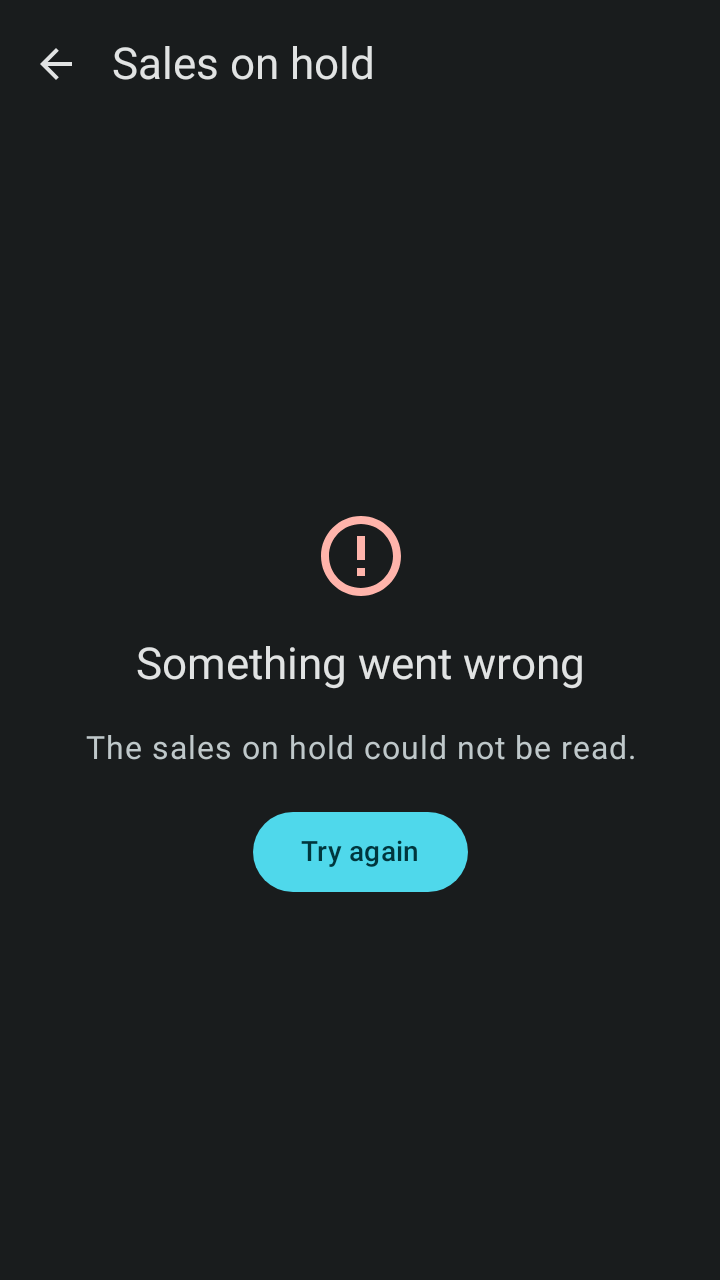 Sales on hold
Something went wrong
The sales on hold could not be read.
Try again